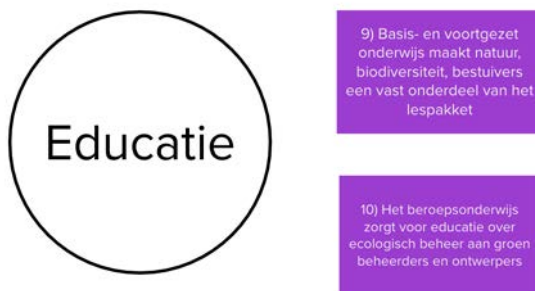 Educatie
9) Basis- en voortgezet
onderwijs maakt natuur,
biodiversiteit, bestuivers
een vast onderdeel van het
lespakket
10) Het beroepsonderwijs
zorgt voor educatie over
ecologisch beheer aan groen
beheerders en ontwerpers